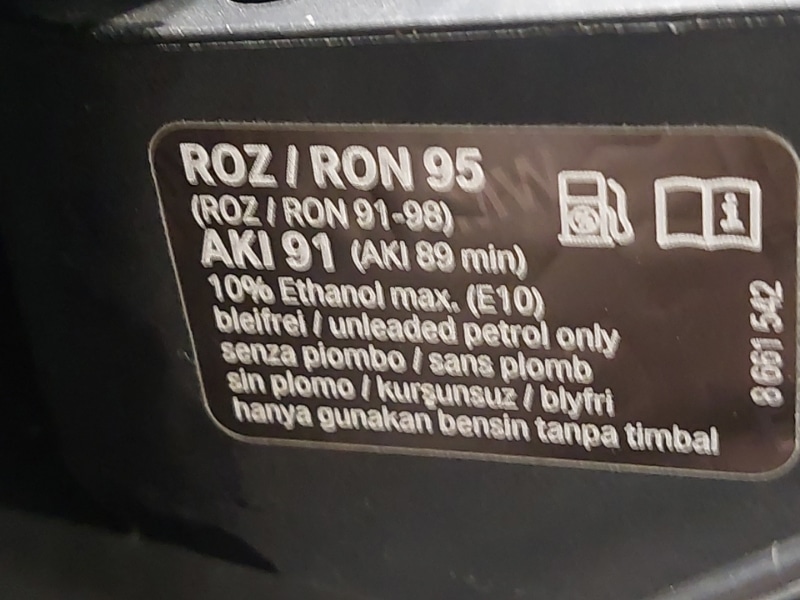 ROZ / RON 95
(ROZ / RON 91-98)
AKI 91 (AKI 89 min)
10% Ethanol max. (E10)
bleifrei / unleaded petrol only
senza piombo / sans plomb
sin plomo / kurşunsuz / blyfri
hanya gunakan bensin tanpa timbal
8 661 542